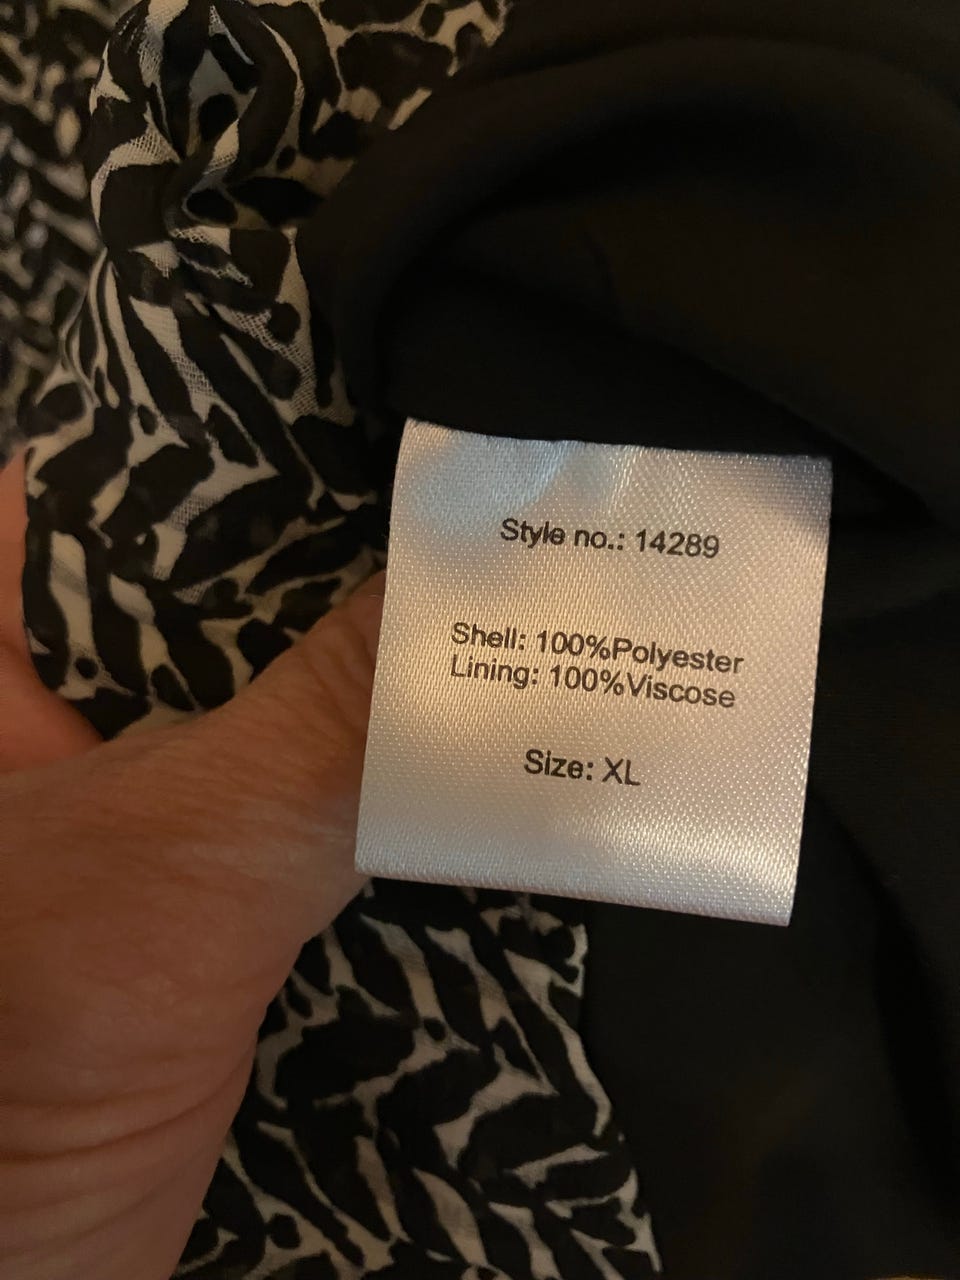 Style no.: 14289
Shell: 100%Polyester
Lining: 100%Viscose
Size: XL